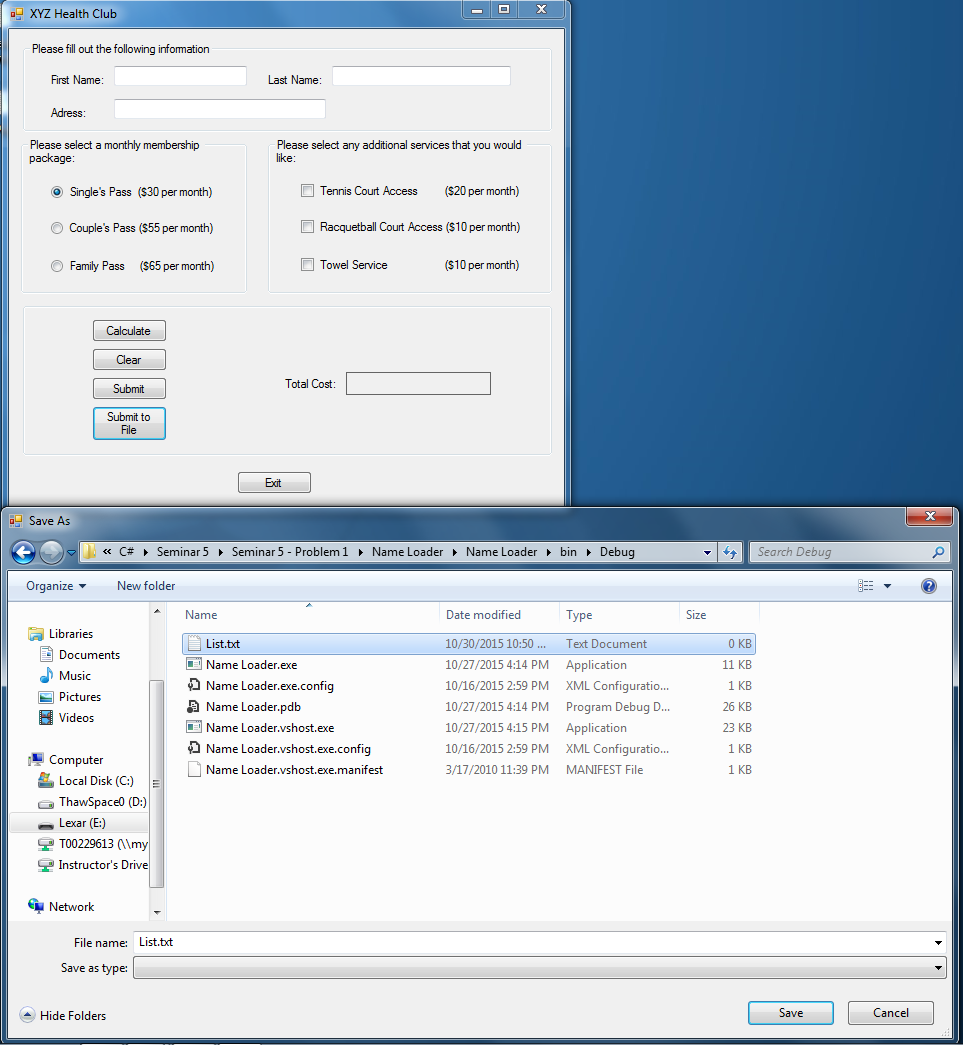 XYZ Health Club
Please fill out the following information
First Name:
Last Name:
Adress:
Please select a monthly membership
package:
Single's Pass ($30 per month)
Couple's Pass ($55 per month)
Family Pass ($65 per month)
Please select any additional services that you would
like:
Tennis Court Access ($20 per month)
Racquetball Court Access ($10 per month)
Towel Service ($10 per month)
Calculate
Clear
Submit
Submit to
File
Total Cost:
Exit
Save As
« C# Seminar 5 Seminar 5 - Problem 1 Name Loader Name Loader bin Debug
Search Debug
Organize New folder
Libraries
Documents
Music
Pictures
Videos
Computer
Local Disk (C:)
ThawSpace0 (D:)
Lexar (E:)
T00229613 (\\my
Instructor's Drive
Network
Name Date modified Type Size
List.txt 10/30/2015 10:50 ... Text Document 0 KB
Name Loader.exe 10/27/2015 4:14 PM Application 11 KB
Name Loader.exe.config 10/16/2015 2:59 PM XML Configuratio... 1 KB
Name Loader.pdb 10/27/2015 4:14 PM Program Debug D... 26 KB
Name Loader.vshost.exe 10/27/2015 4:15 PM Application 23 KB
Name Loader.vshost.exe.config 10/16/2015 2:59 PM XML Configuratio... 1 KB
Name Loader.vshost.exe.manifest 3/17/2010 11:39 PM MANIFEST File 1 KB
File name: List.txt
Save as type:
Hide Folders
Save
Cancel